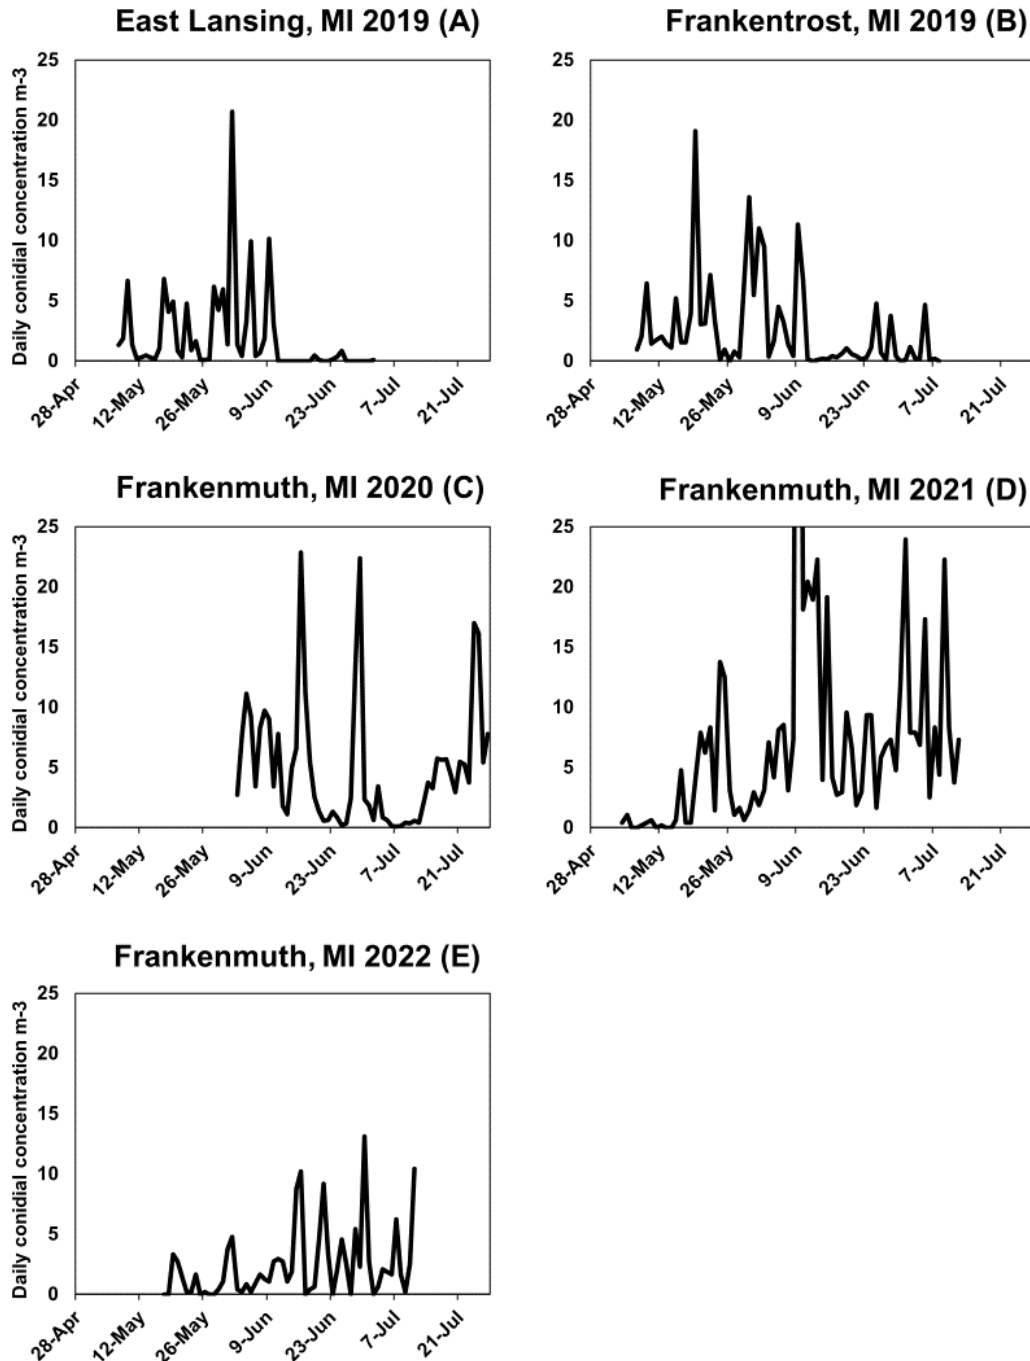 East Lansing, MI 2019 (A)
Daily conidial concentration m-3
25
20
15
10
5
0
28-Apr
12-May
26-May
9-Jun
23-Jun
7-Jul
21-Jul
Frankentrost, MI 2019 (B)
25
20
15
10
5
0
28-Apr
12-May
26-May
9-Jun
23-Jun
7-Jul
21-Jul
Frankenmuth, MI 2020 (C)
Daily conidial concentration m-3
25
20
15
10
5
0
28-Apr
12-May
26-May
9-Jun
23-Jun
7-Jul
21-Jul
Frankenmuth, MI 2021 (D)
25
20
15
10
5
0
28-Apr
12-May
26-May
9-Jun
23-Jun
7-Jul
21-Jul
Frankenmuth, MI 2022 (E)
Daily conidial concentration m-3
25
20
15
10
5
0
28-Apr
12-May
26-May
9-Jun
23-Jun
7-Jul
21-Jul